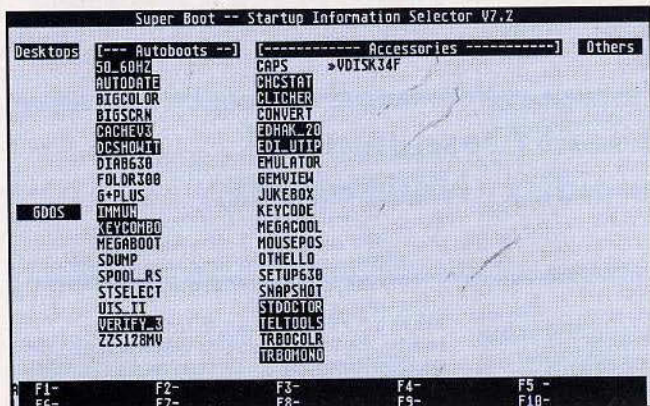 Super Boot -- Startup Information Selector V7.2
Desktops [--- Autoboots --] [------------ Accessories -----------] Others
50_60HZ CAPS »VDISK34F
AUTODATE CHCSTAT
BIGCOLOR CLICHER
BIGSCRN CONVERT
CACHEV3 EDHAK_20
DCSHOWIT EDI_UTIP
DIAB630 EMULATOR
FOLDR300 GEMVIEW
G+PLUS JUKEBOX
GDOS IMMUN KEYCODE
KEYCOMBO MEGACOOL
MEGABOOT MOUSEPOS
SDUMP OTHELLO
SPOOL_RS SETUP630
STSELECT SNAPSHOT
UIS_II STDOCTOR
VERIFY_3 TELTOOLS
ZZS128MV TRBOCOLR
TRBOMONO
F1- F2- F3- F4- F5 -
F6- F7- F8- F9- F10-